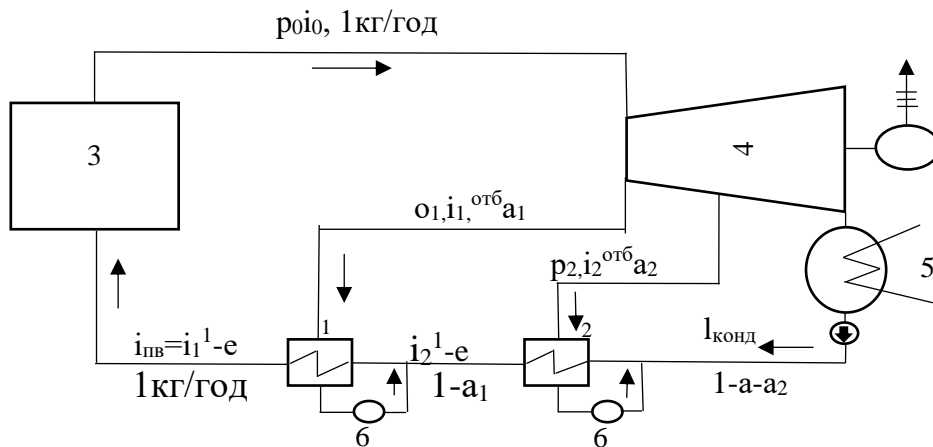 p₀i₀, 1кг/год
3
4
o₁,i₁,ᵒᵗᵇa₁
p₂,i₂ᵒᵗᵇa₂
5
1
2
lконд
iпв=i₁¹-e
i₂¹-e
1кг/год
1-a₁
1-a-a₂
6
6